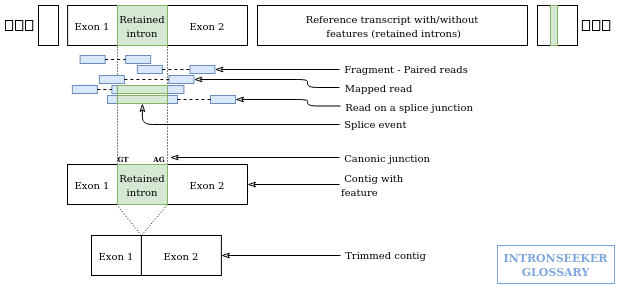 Exon 1
Retained
intron
Exon 2
Reference transcript with/without
features (retained introns)
Fragment - Paired reads
Mapped read
Read on a splice junction
Splice event
GT
AG
Canonic junction
Exon 1
Retained
intron
Exon 2
Contig with
feature
Exon 1
Exon 2
Trimmed contig
INTRONSEEKER
GLOSSARY